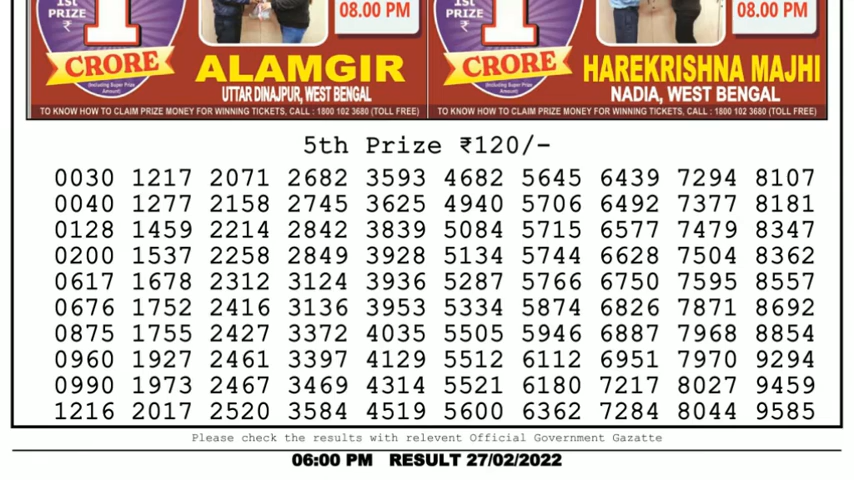 1st
PRIZE
₹
1
CRORE
(Including Super Prize
Amount)
08.00 PM
ALAMGIR
UTTAR DINAJPUR, WEST BENGAL
TO KNOW HOW TO CLAIM PRIZE MONEY FOR WINNING TICKETS, CALL : 1800 102 3680 (TOLL FREE)
1st
PRIZE
₹
1
CRORE
(Including Super Prize
Amount)
08.00 PM
HAREKRISHNA MAJHI
NADIA, WEST BENGAL
TO KNOW HOW TO CLAIM PRIZE MONEY FOR WINNING TICKETS, CALL : 1800 102 3680 (TOLL FREE)
5th Prize ₹120/-
0030 1217 2071 2682 3593 4682 5645 6439 7294 8107
0040 1277 2158 2745 3625 4940 5706 6492 7377 8181
0128 1459 2214 2842 3839 5084 5715 6577 7479 8347
0200 1537 2258 2849 3928 5134 5744 6628 7504 8362
0617 1678 2312 3124 3936 5287 5766 6750 7595 8557
0676 1752 2416 3136 3953 5334 5874 6826 7871 8692
0875 1755 2427 3372 4035 5505 5946 6887 7968 8854
0960 1927 2461 3397 4129 5512 6112 6951 7970 9294
0990 1973 2467 3469 4314 5521 6180 7217 8027 9459
1216 2017 2520 3584 4519 5600 6362 7284 8044 9585
Please check the results with relevent Official Government Gazatte
06:00 PM RESULT 27/02/2022